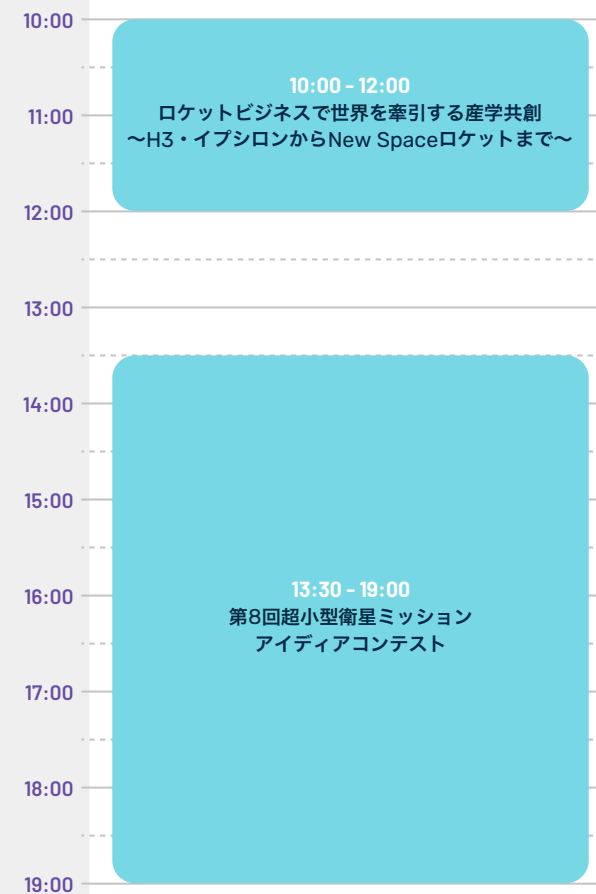 10:00
10:00 - 12:00
ロケットビジネスで世界を牽引する産学共創
11:00
〜H3・イプシロンからNew Spaceロケットまで〜
12:00
13:00
14:00
15:00
13:30 - 19:00
16:00
第8回超小型衛星ミッション
アイディアコンテスト
17:00
18:00
19:00